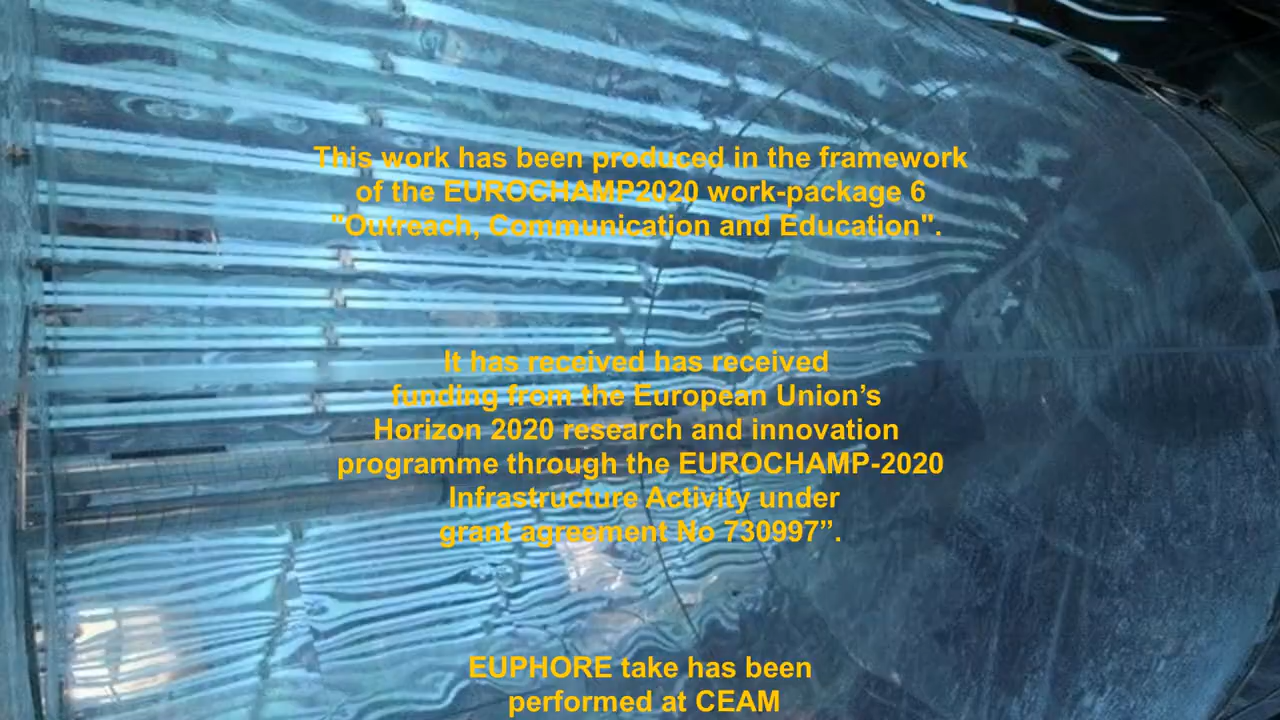 This work has been produced in the framework
of the EUROCHAMP2020 work-package 6
"Outreach, Communication and Education".
It has received has received
funding from the European Union’s
Horizon 2020 research and innovation
programme through the EUROCHAMP-2020
Infrastructure Activity under
grant agreement No 730997”.
EUPHORE take has been
performed at CEAM